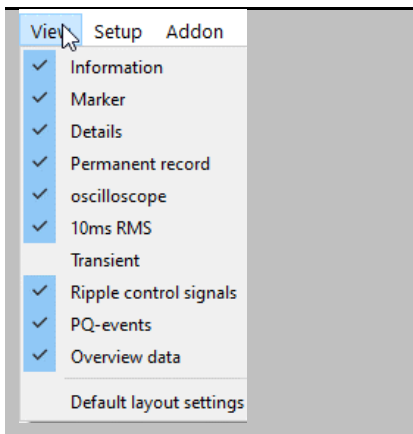 View Setup Addon
Information
Marker
Details
Permanent record
oscilloscope
10ms RMS
Transient
Ripple control signals
PQ-events
Overview data
Default layout settings